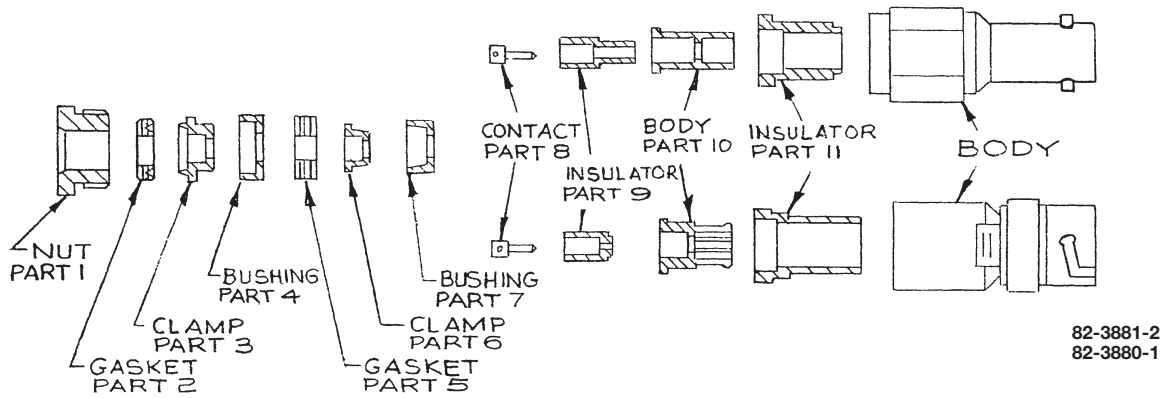 CONTACT
PART 8
BODY
PART 10
INSULATOR
PART 11
BODY
INSULATOR
PART 9
NUT
PART 1
BUSHING
PART 4
BUSHING
PART 7
CLAMP
PART 3
CLAMP
PART 6
GASKET
PART 2
GASKET
PART 5
82-3881-2
82-3880-1